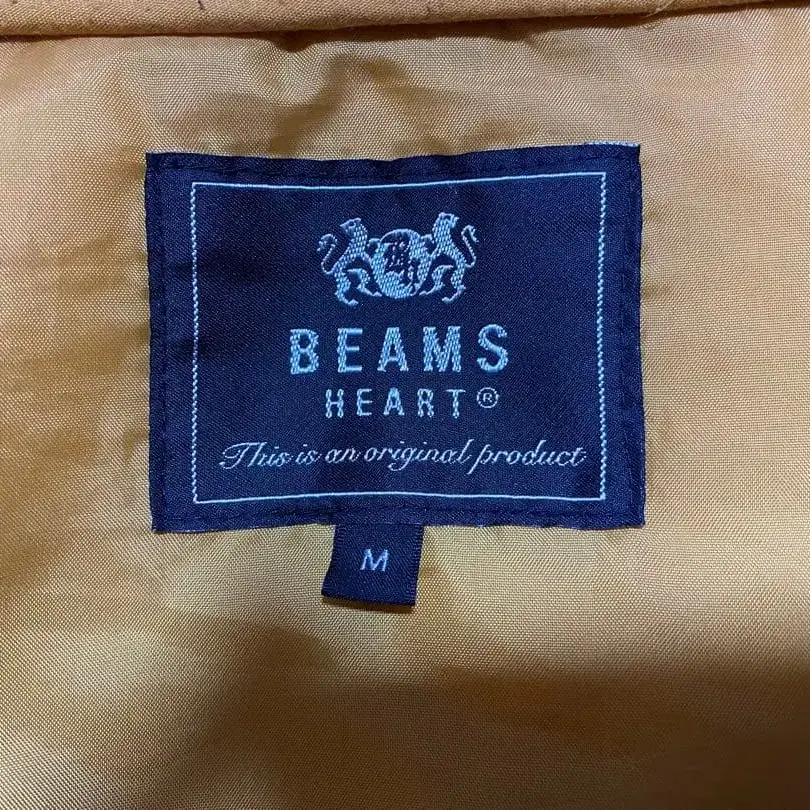 BEAMS
HEART®
This is an original product
M